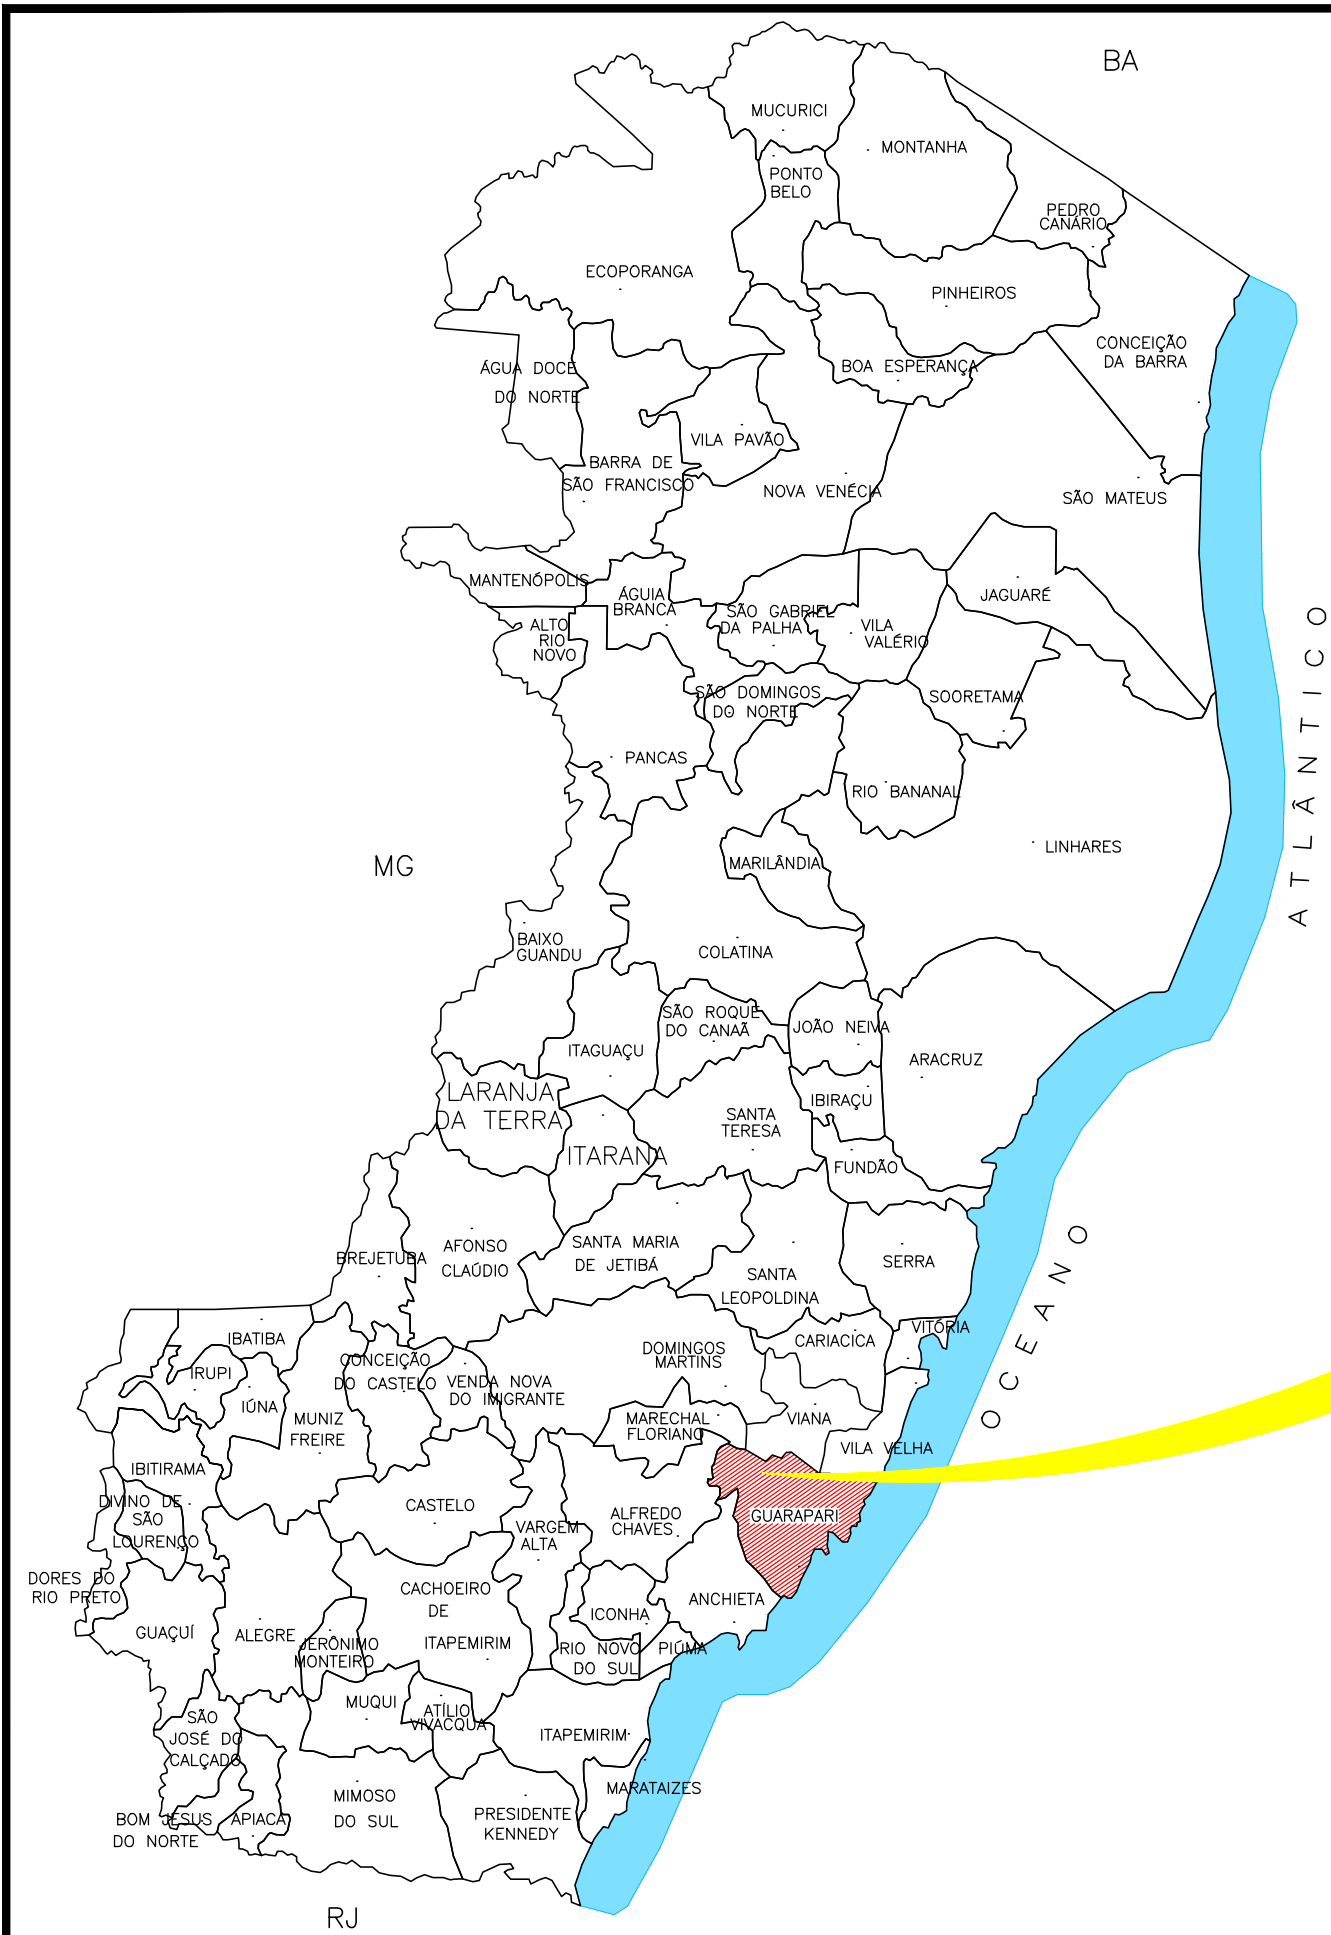 BA
MUCURICI
MONTANHA
PONTO
BELO
PEDRO
CANÁRIO
ECOPORANGA
PINHEIROS
CONCEIÇÃO
DA BARRA
ÁGUA DOCE
DO NORTE
BOA ESPERANÇA
VILA PAVÃO
BARRA DE
SÃO FRANCISCO
NOVA VENÉCIA
SÃO MATEUS
MANTENÓPOLIS
ÁGUIA
BRANCA
JAGUARÉ
SÃO GABRIEL
DA PALHA
VILA
VALÉRIO
ALTO
RIO
NOVO
SÃO DOMINGOS
DO NORTE
SOORETAMA
PANCAS
RIO BANANAL
LINHARES
MARILÂNDIA
MG
ATLÂNTICO
BAIXO
GUANDU
COLATINA
SÃO ROQUE
DO CANAÃ
JOÃO NEIVA
ITAGUAÇU
ARACRUZ
LARANJA
DA TERRA
IBIRAÇU
SANTA
TERESA
ITARANA
FUNDÃO
BREJETUBA
AFONSO
CLAÚDIO
SANTA MARIA
DE JETIBÁ
SERRA
SANTA
LEOPOLDINA
OCEANO
IBATIBA
VITÓRIA
CARIACICA
DOMINGOS
MARTINS
IRUPI
CONCEIÇÃO
DO CASTELO
VENDA NOVA
DO IMIGRANTE
IÚNA
MUNIZ
FREIRE
MARECHAL
FLORIANO
VIANA
VILA VELHA
IBITIRAMA
DIVINO DE
SÃO
LOURENÇO
CASTELO
ALFREDO
CHAVES
GUARAPARI
VARGEM
ALTA
DORES DO
RIO PRETO
CACHOEIRO
DE
ITAPEMIRIM
ANCHIETA
ICONHA
GUAÇUÍ
ALEGRE
JERÔNIMO
MONTEIRO
RIO NOVO
DO SUL
PIÚMA
MUQUI
ATÍLIO
VIVACQUA
SÃO
JOSÉ DO
CALÇADO
ITAPEMIRIM
MARATAIZES
MIMOSO
DO SUL
PRESIDENTE
KENNEDY
BOM JESUS
DO NORTE
APIACÁ
RJ